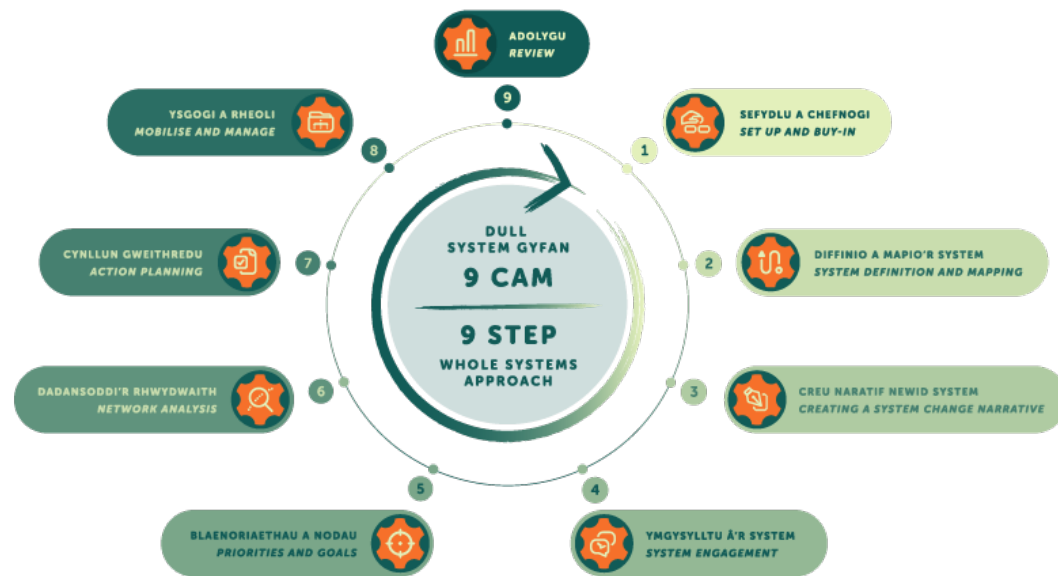 ADOLYGU
REVIEW
9
SEFYDLU A CHEFNOGI
SET UP AND BUY-IN
1
DIFFINIO A MAPIO'R SYSTEM
SYSTEM DEFINITION AND MAPPING
2
CREU NARATIF NEWID SYSTEM
CREATING A SYSTEM CHANGE NARRATIVE
3
YMGYSYLLTU Â'R SYSTEM
SYSTEM ENGAGEMENT
4
BLAENORIAETHAU A NODAU
PRIORITIES AND GOALS
5
DADANSODDI'R RHWYDWAITH
NETWORK ANALYSIS
6
CYNLLUN GWEITHREDU
ACTION PLANNING
7
YSGOGI A RHEOLI
MOBILISE AND MANAGE
8
DULL
SYSTEM GYFAN
9 CAM
9 STEP
WHOLE SYSTEMS
APPROACH